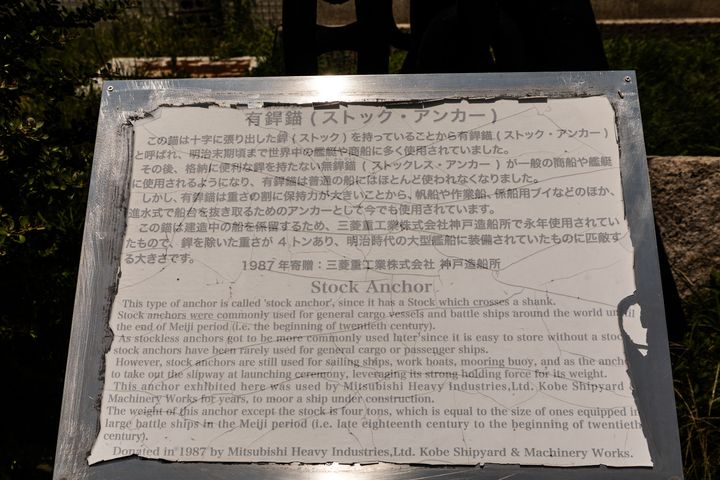 有銲錨 (ストック・アンカー)
この錨は十字に張り出した銲 (ストック) を持っていることから有銲錨 (ストック・アンカー)
と呼ばれ、明治末期頃まで世界中の艦艇や商船に多く使用されていました。
その後、格納に便利な銲を持たない無銲錨 ( ストックレス・アンカー ) が一般の商船や艦艇
に使用されるようになり、有銲錨は普通の船にはほとんど使われなくなりました。
しかし、有銲錨は重さの割に保持力が大きいことから、帆船や作業船、係船用ブイなどのほか、
進水式で船台を抜き取るためのアンカーとして今でも使用されています。
この錨は建造中の船を係留するため、三菱重工業株式会社神戸造船所で永年使用されてい
たもので、銲を除いた重さが 4 トンあり、明治時代の大型艦船に装備されていたものに匹敵す
る大きさです。
1987 年寄贈：三菱重工業株式会社 神戸造船所
Stock Anchor
This type of anchor is called 'stock anchor', since it has a Stock which crosses a shank.
Stock anchors were commonly used for general cargo vessels and battle ships around the world until
the end of Meiji period (i.e. the beginning of twentieth century).
As stockless anchors got to be more commonly used later since it is easy to store without a stock
stock anchors have been rarely used for general cargo or passenger ships.
However, stock anchors are still used for sailing ships, work boats, mooring buoy, and as the ancho
to take out the slipway at launching ceremony, leveraging its strong holding force for its weight.
This anchor exhibited here was used by Mitsubishi Heavy Industries,Ltd. Kobe Shipyard
Machinery Works for years, to moor a ship under construction.
The weight of this anchor except the stock is four tons, which is equal to the size of ones equipped in
large battle ships in the Meiji period (i.e. late eighteenth century to the beginning of twentieth
century).
Donated in 1987 by Mitsubishi Heavy Industries,Ltd. Kobe Shipyard & Machinery Works.